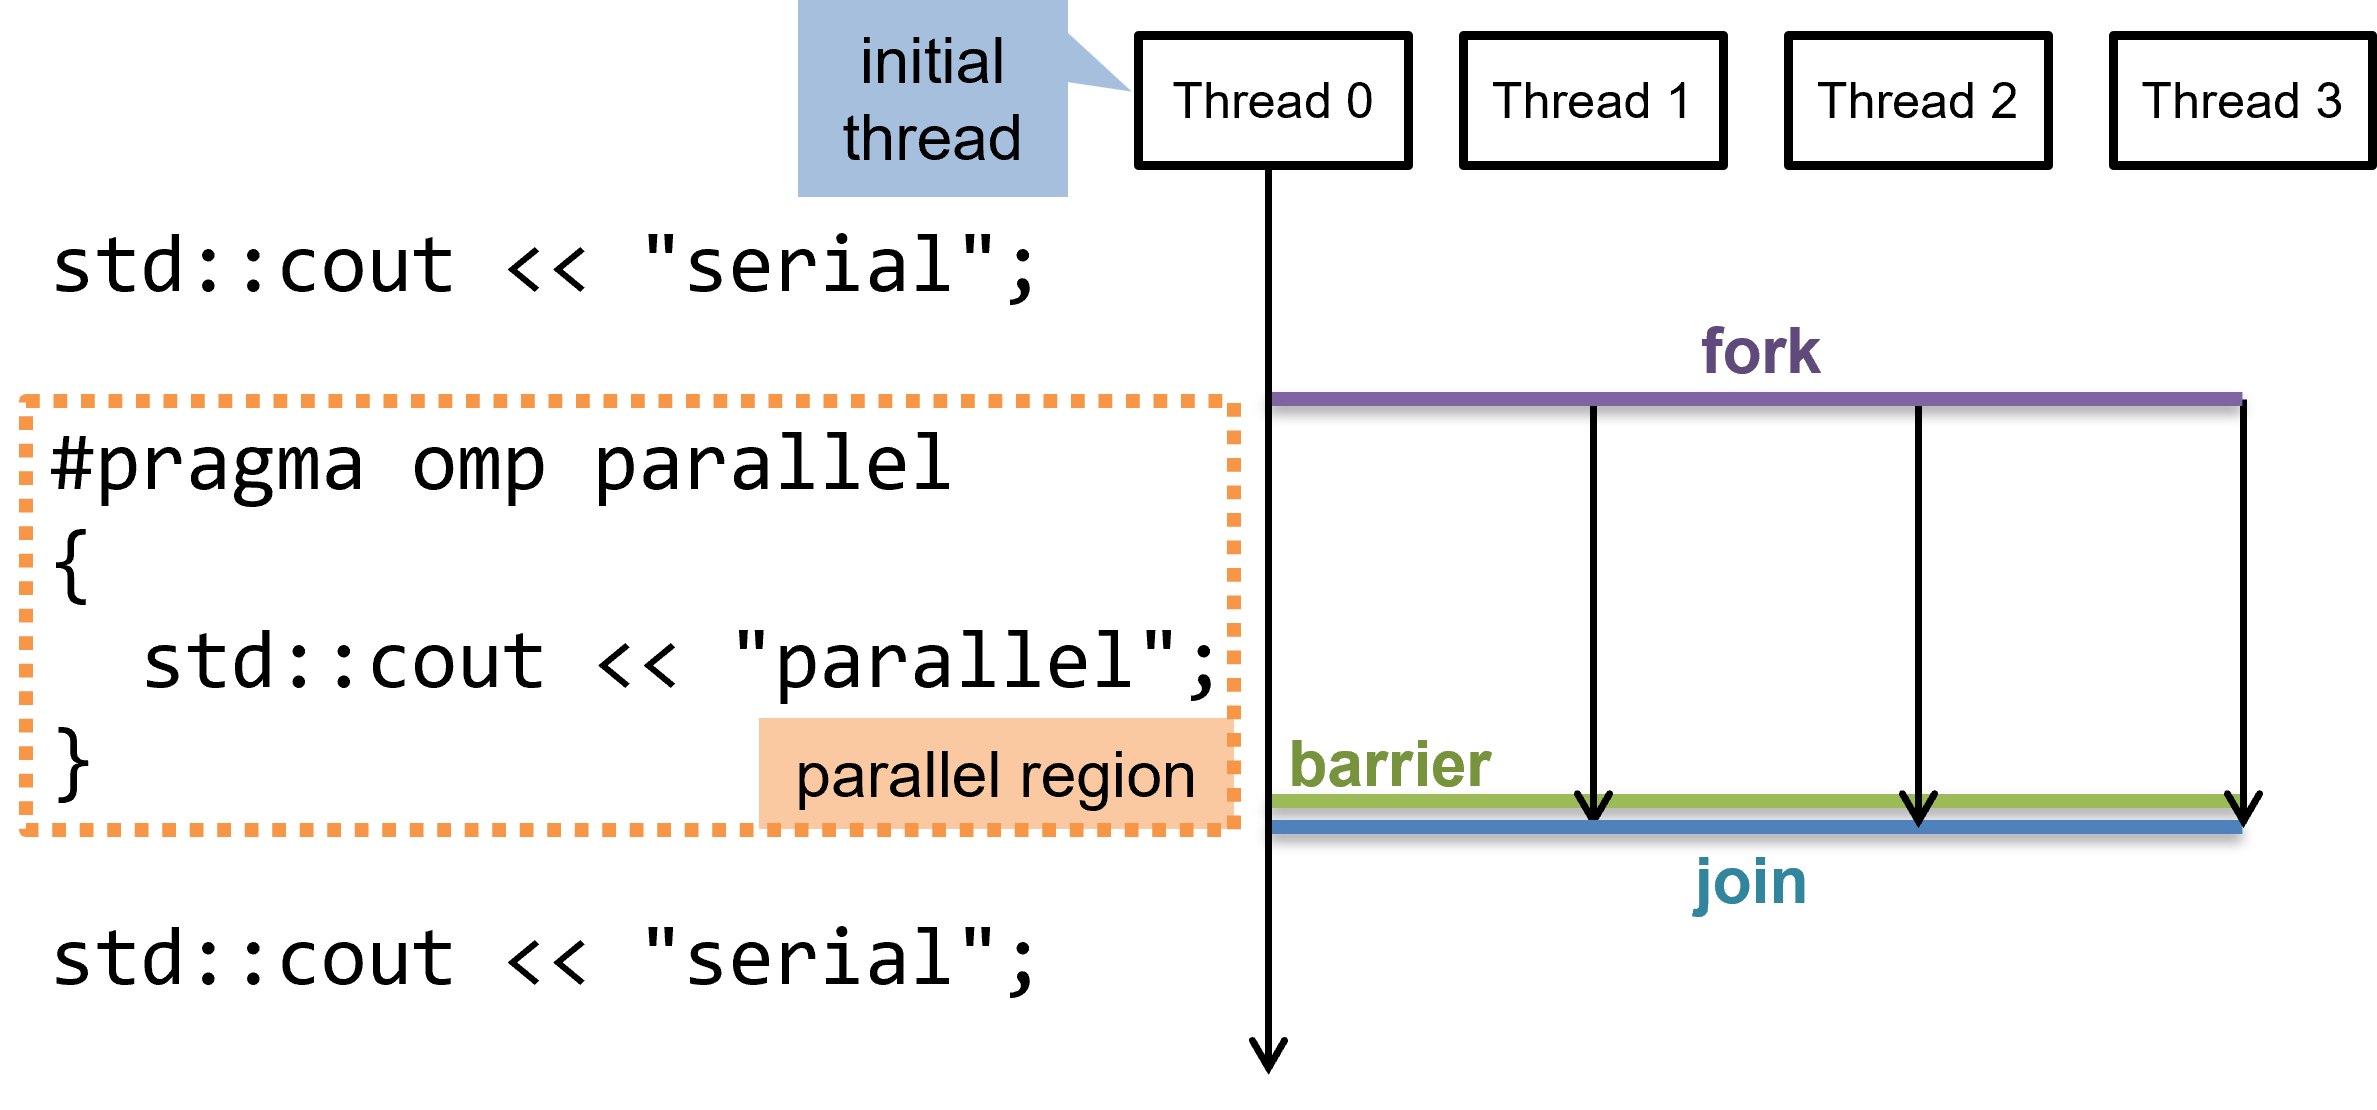 initial
thread
Thread 0
Thread 1
Thread 2
Thread 3
std::cout << "serial";
fork
#pragma omp parallel
{
std::cout << "parallel";
}
parallel region
barrier
join
std::cout << "serial";